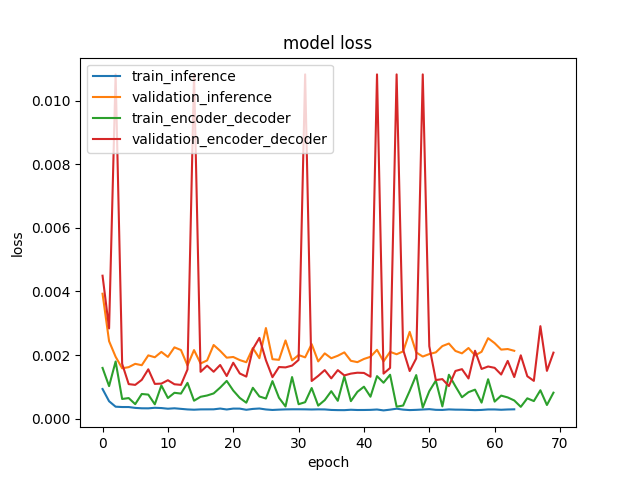 model loss
train_inference
validation_inference
train_encoder_decoder
validation_encoder_decoder
0.010
0.008
0.006
0.004
0.002
0.000
loss
0 10 20 30 40 50 60 70
epoch